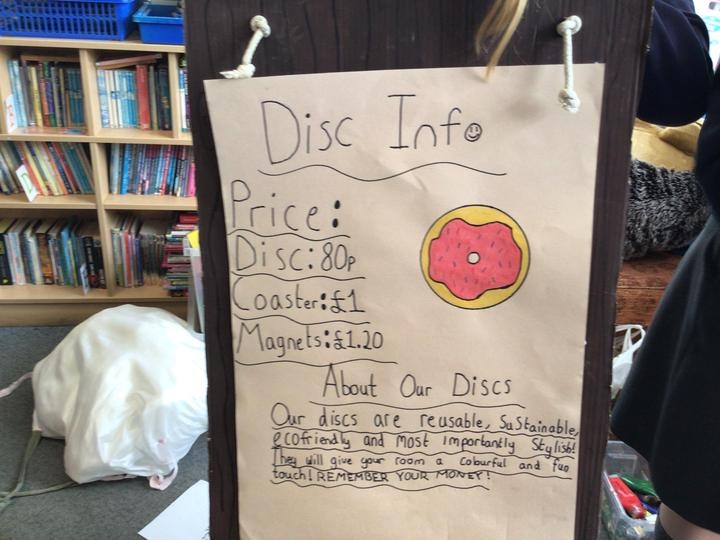 Disc Info
Price:
Disc: 80p
Coaster: £1
Magnets: £1.20
About Our Discs
Our discs are reusable, SuStainable,
ecofriendly and most importantly Stylish!
They will give your room a colourful and fun
touch! REMEMBER YOUR MONEY!